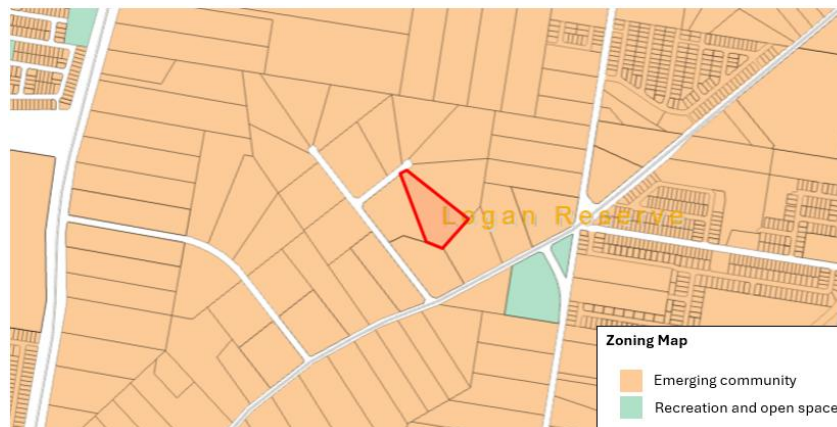 Logan Reserve
Zoning Map
Emerging community
Recreation and open space